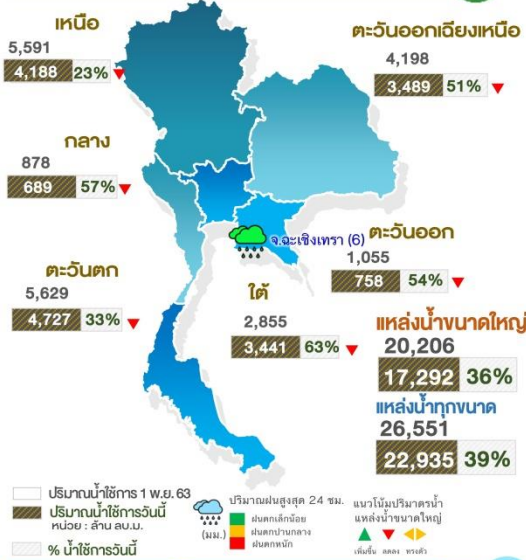 เหนือ
5,591
4,188 23%
ตะวันออกเฉียงเหนือ
4,198
3,489 51%
กลาง
878
689 57%
จ.ฉะเชิงเทรา (6)
ตะวันออก
1,055
758 54%
ตะวันตก
5,629
4,727 33%
ใต้
2,855
3,441 63%
แหล่งน้ำขนาดใหญ่
20,206
17,292 36%
แหล่งน้ำทุกขนาด
26,551
22,935 39%
ปริมาณน้ำใช้การ 1 พ.ย. 63
ปริมาณน้ำใช้การวันนี้
หน่วย : ล้าน ลบ.ม.
% น้ำใช้การวันนี้
ปริมาณฝนสูงสุด 24 ชม.
(มม.)
ฝนตกเล็กน้อย
ฝนตกปานกลาง
ฝนตกหนัก
แนวโน้มปริมาตรน้ำ
แหล่งน้ำขนาดใหญ่
เพิ่มขึ้น ลดลง ทรงตัว